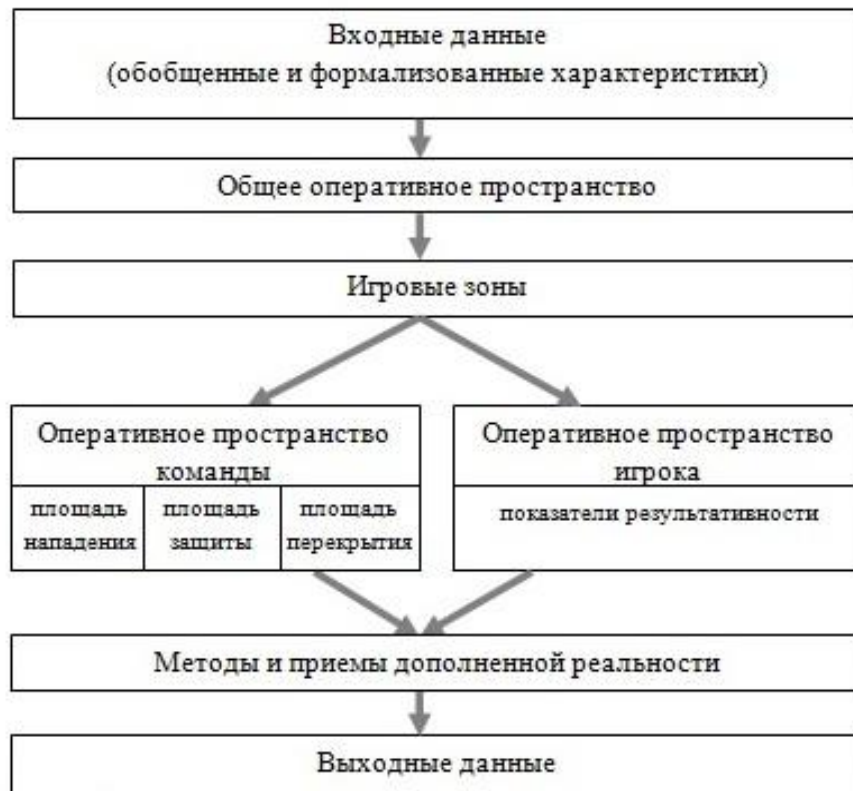 Входные данные
(обобщенные и формализованные характеристики)
Общее оперативное пространство
Игровые зоны
Оперативное пространство
команды
площадь
нападения
площадь
защиты
площадь
перекрытия
Оперативное пространство
игрока
показатели результативности
Методы и приемы дополненной реальности
Выходные данные